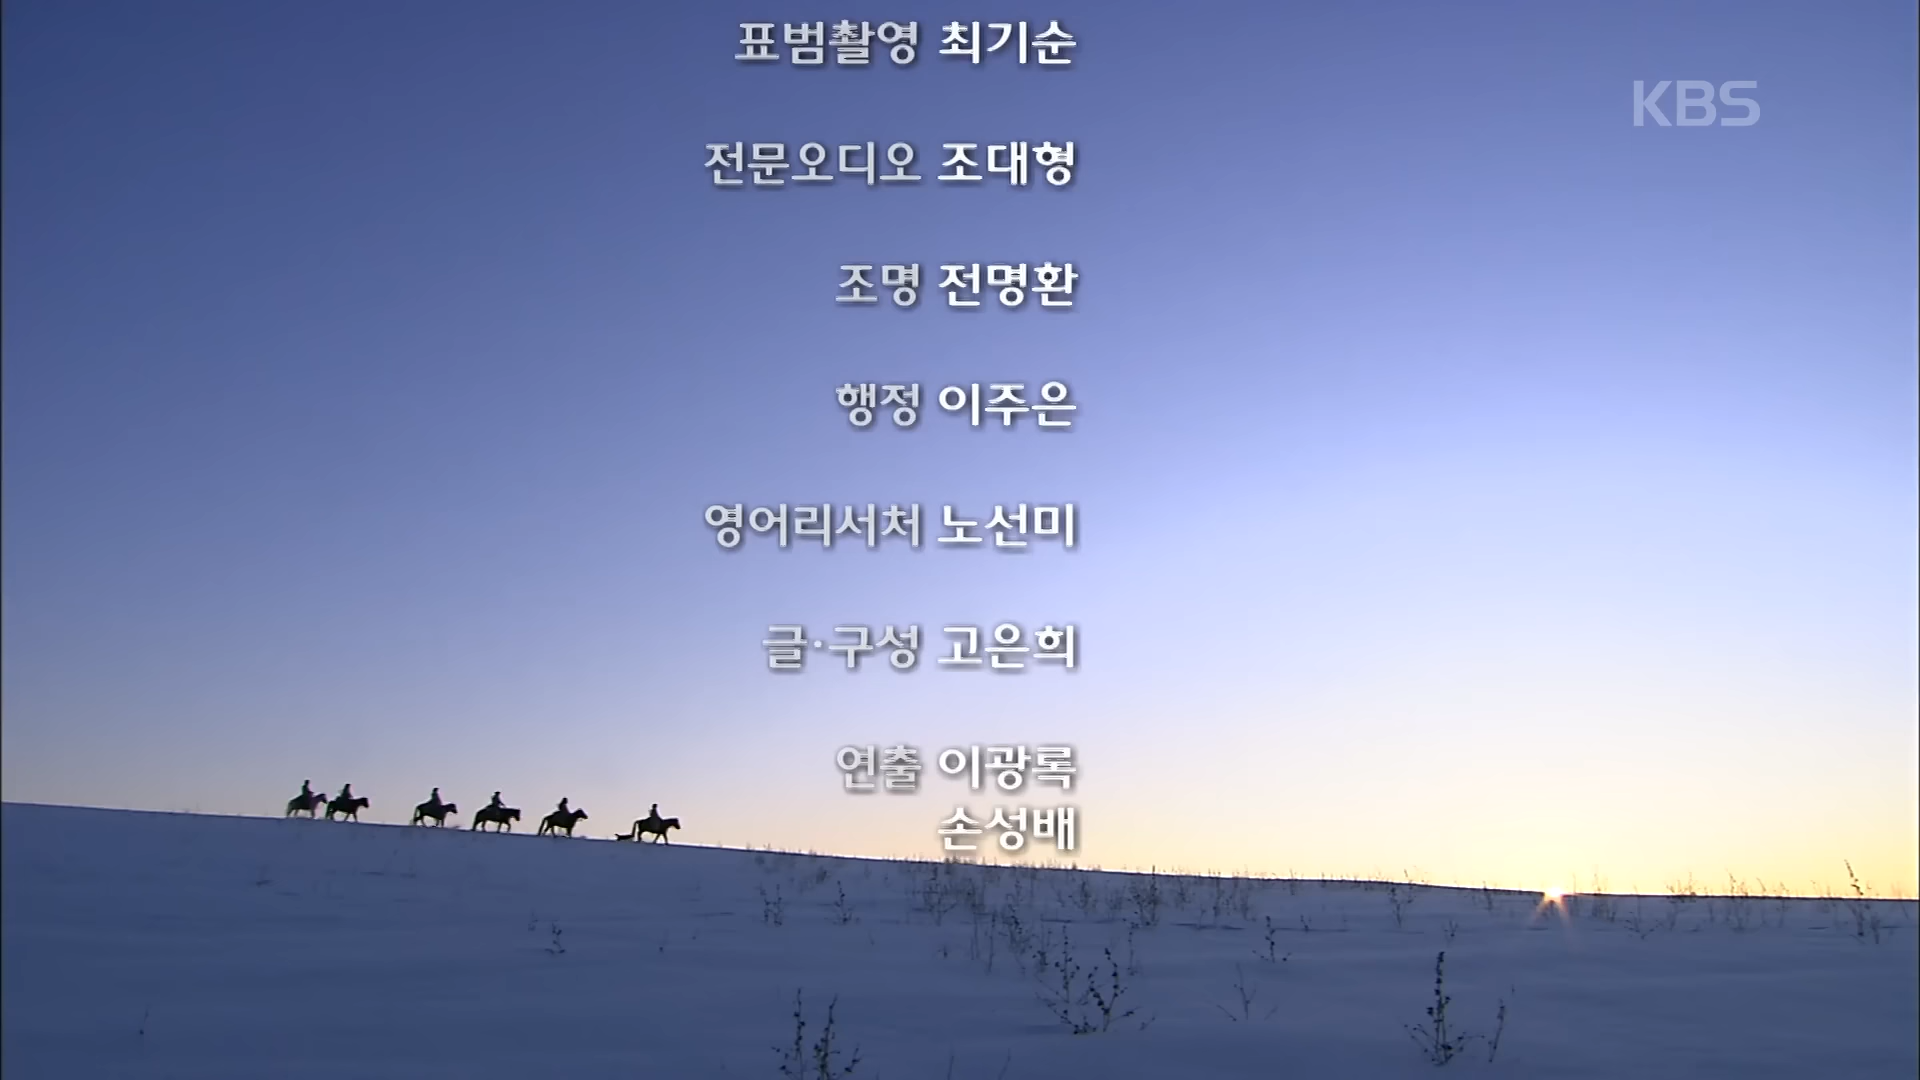 표범촬영 최기순
KBS
전문오디오 조대형
조명 전명환
행정 이주은
영어리서처 노선미
글·구성 고은희
연출 이광록
손성배